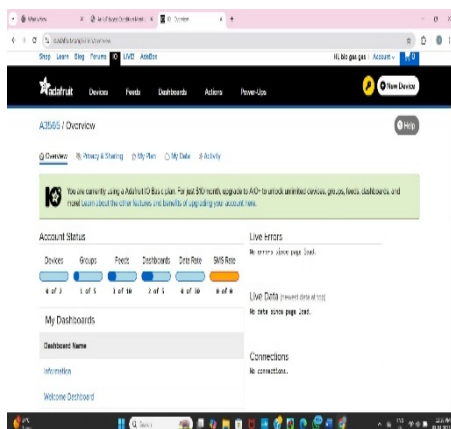 Shop Learn Blog Forums IO LIVE! AdaBox
Hi, bio gas gas | Account
0
adafruit Devices Feeds Dashboards Actions Power-Ups
New Device
A3565 / Overview
Help
Overview Privacy & Sharing My Plan My Data Activity
You are currently using a Adafruit IO Basic plan. For just $10/month, upgrade to AIO+ to unlock unlimited devices, groups, feeds, dashboards, and
more! Learn about the other features and benefits of upgrading your account here.
Account Status
Live Errors
Devices Groups Feeds Dashboards Data Rate SMS Rate
No errors since page load.
0 of 2 1 of 5 3 of 10 2 of 5 0 of 30 0 of 0
Live Data (newest data at top)
No data since page load.
My Dashboards
Dashboard Name
Connections
Information
No connections.
Welcome Dashboard
Search